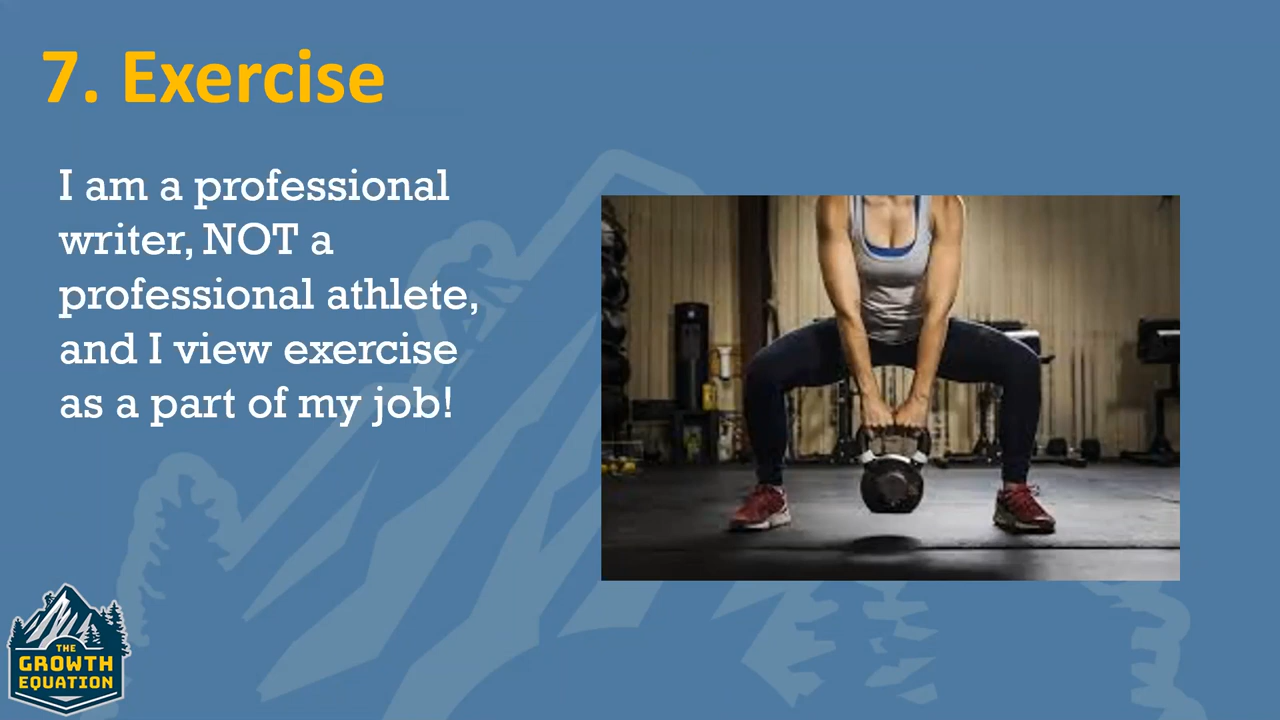 7. Exercise
I am a professional
writer, NOT a
professional athlete,
and I view exercise
as a part of my job!
THE
GROWTH
EQUATION